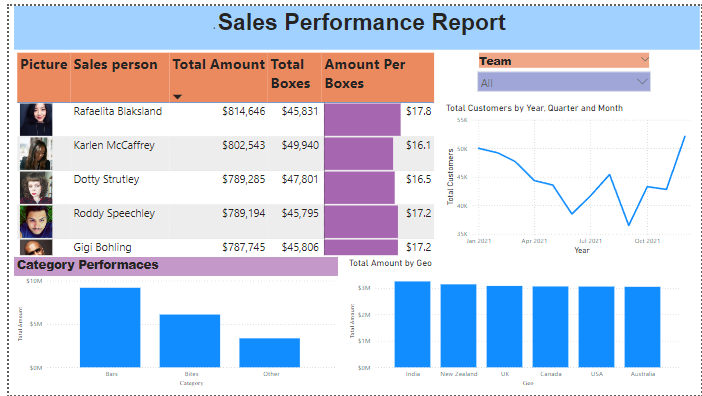 Sales Performance Report
Picture Sales person Total Amount Total Boxes Amount Per Boxes
Rafaelita Blaksland $814,646 $45,831 $17.8
Karlen McCaffrey $802,543 $49,940 $16.1
Dotty Strutley $789,285 $47,801 $16.5
Roddy Speechley $789,194 $45,795 $17.2
Gigi Bohling $787,745 $45,806 $17.2
Team
All
Total Customers by Year, Quarter and Month
Total Customers
55K
50K
45K
40K
35K
Jan 2021 Apr 2021 Jul 2021 Oct 2021
Year
Category Performaces
Total Amount
$10M
$5M
$0M
Bars Bites Other
Category
Total Amount by Geo
Total Amount
$3M
$2M
$1M
$0M
India New Zealand UK Canada USA Australia
Geo